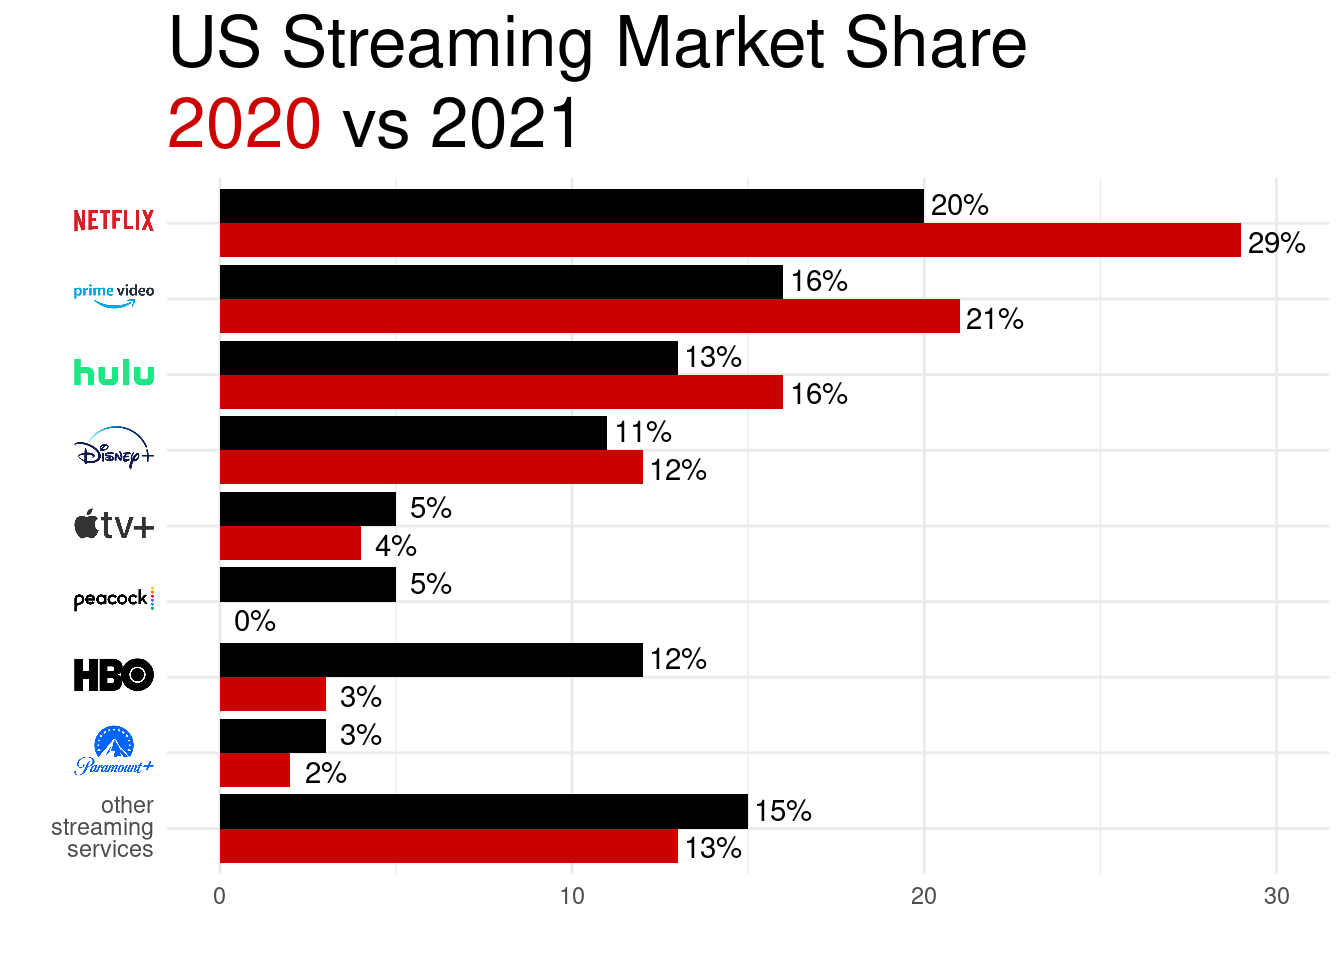 US Streaming Market Share
2020 vs 2021
NETFLIX
20%
29%
prime video
16%
21%
hulu
13%
16%
Disney+
11%
12%
tv+
5%
4%
peacock
5%
0%
HBO
12%
3%
Paramount+
3%
2%
other
streaming
services
15%
13%
0 10 20 30